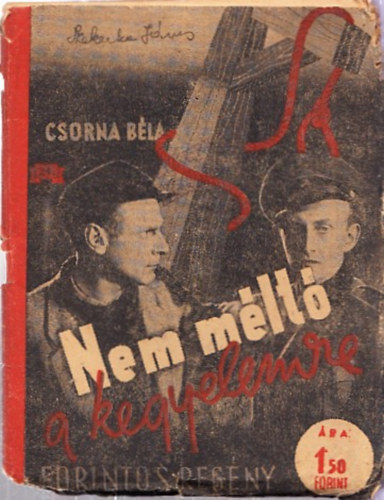 CSORNA BÉLA
Nem méltó
a kegyelemre
ÁRA:
1 50
FORINT
FORINTOS REGÉNY